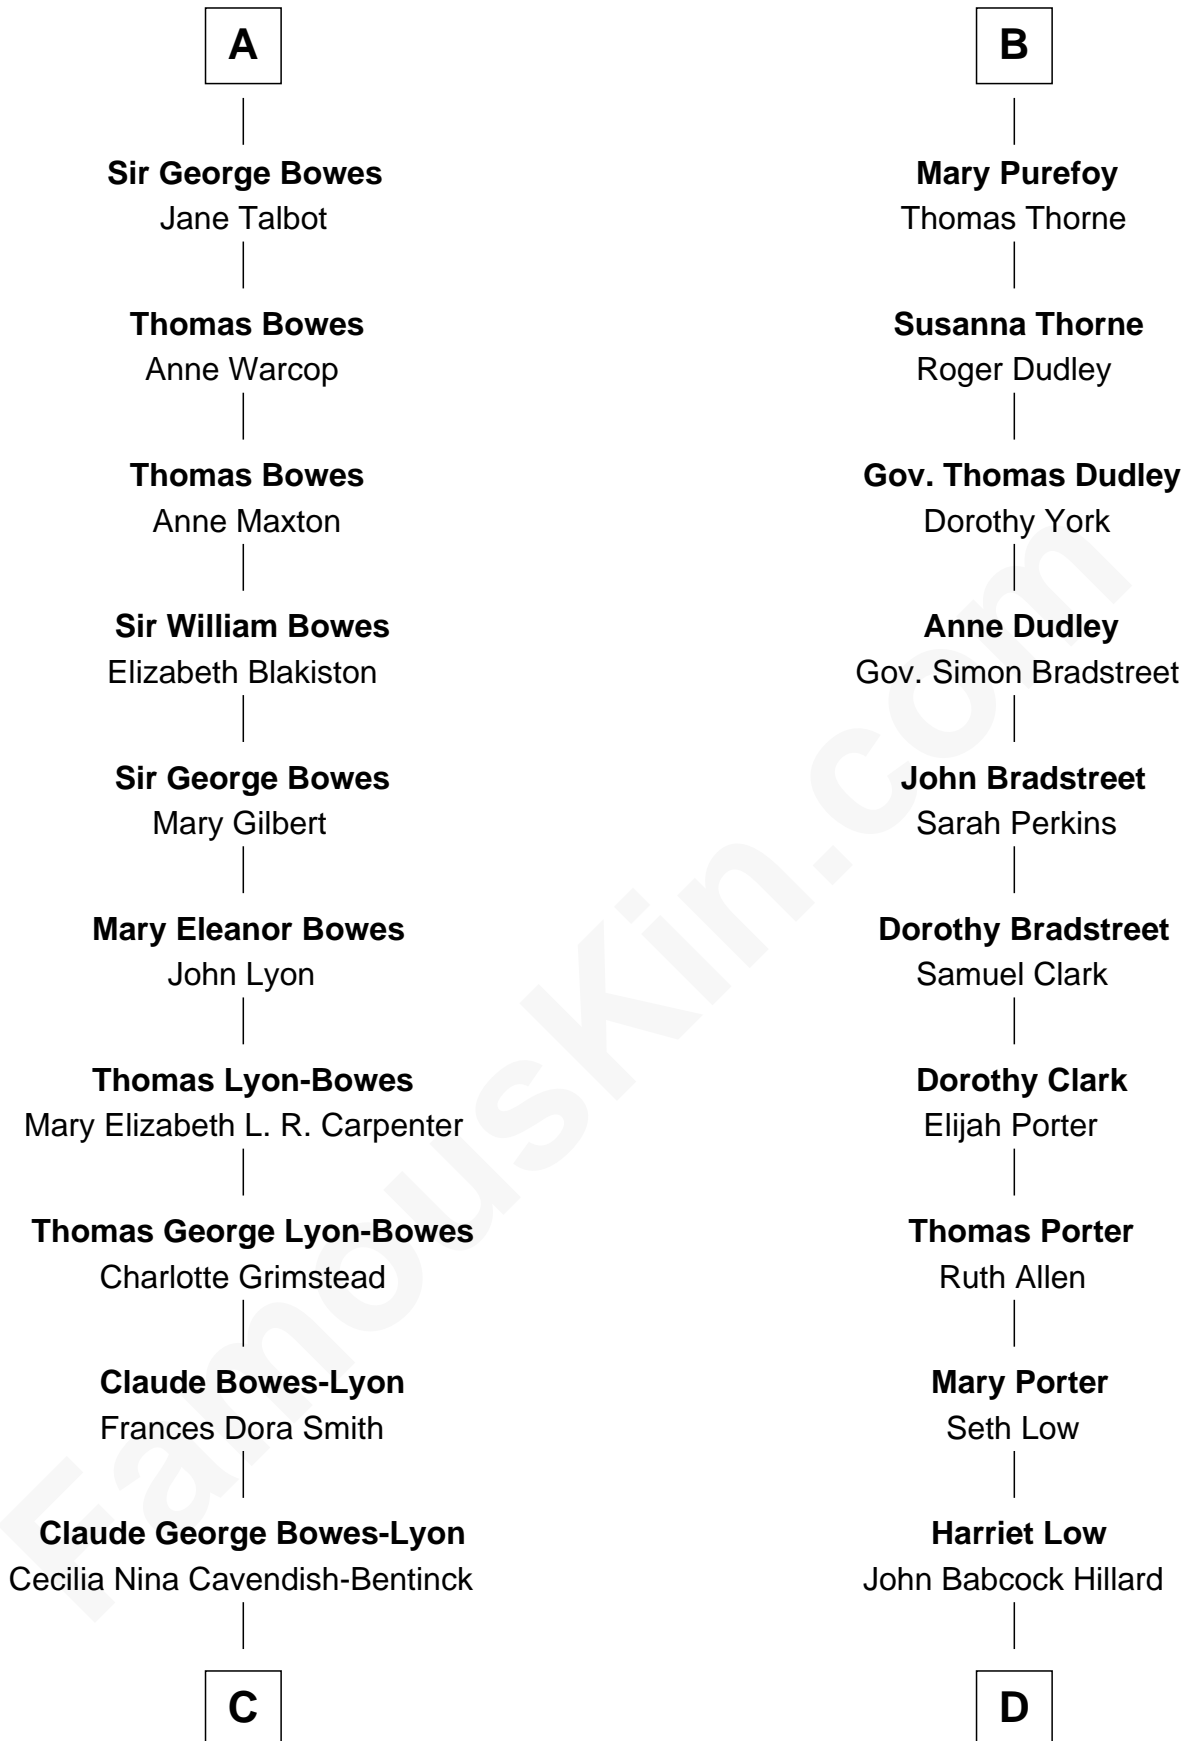 A
Sir George Bowes
Jane Talbot
Thomas Bowes
Anne Warcop
Thomas Bowes
Anne Maxton
Sir William Bowes
Elizabeth Blakiston
Sir George Bowes
Mary Gilbert
Mary Eleanor Bowes
John Lyon
Thomas Lyon-Bowes
Mary Elizabeth L. R. Carpenter
Thomas George Lyon-Bowes
Charlotte Grimstead
Claude Bowes-Lyon
Frances Dora Smith
Claude George Bowes-Lyon
Cecilia Nina Cavendish-Bentinck
C
B
Mary Purefoy
Thomas Thorne
Susanna Thorne
Roger Dudley
Gov. Thomas Dudley
Dorothy York
Anne Dudley
Gov. Simon Bradstreet
John Bradstreet
Sarah Perkins
Dorothy Bradstreet
Samuel Clark
Dorothy Clark
Elijah Porter
Thomas Porter
Ruth Allen
Mary Porter
Seth Low
Harriet Low
John Babcock Hillard
D
FamousKin.com